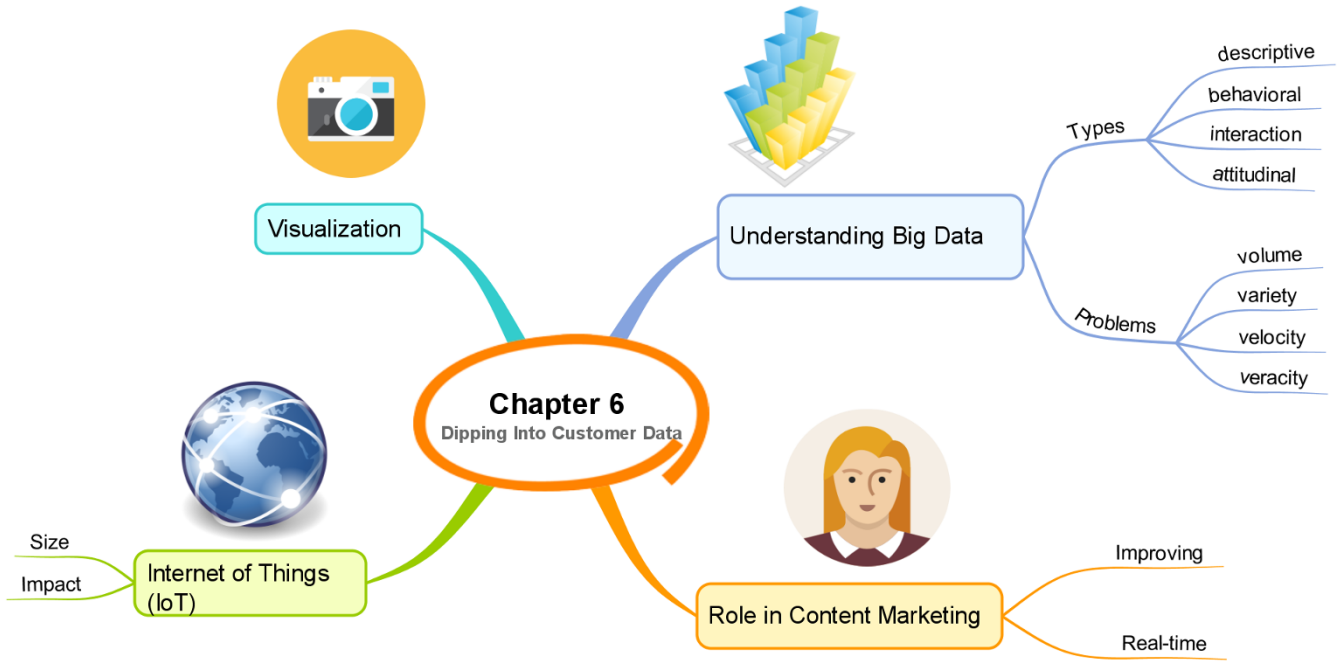 Chapter 6
Dipping Into Customer Data
Understanding Big Data
Types
descriptive
behavioral
interaction
attitudinal
Problems
volume
variety
velocity
veracity
Role in Content Marketing
Improving
Real-time
Internet of Things
(IoT)
Size
Impact
Visualization